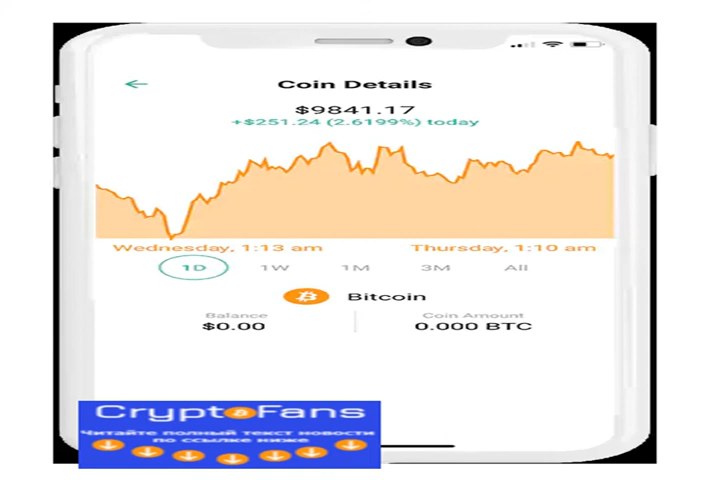 Coin Details
$9841.17
+$251.24 (2.6199%) today
Wednesday, 1:13 am Thursday, 1:10 am
1D 1W 1M 3M All
Bitcoin
Balance Coin Amount
$0.00 0.000 BTC
CryptoFans
Читайте полный текст новости
по ссылке ниже